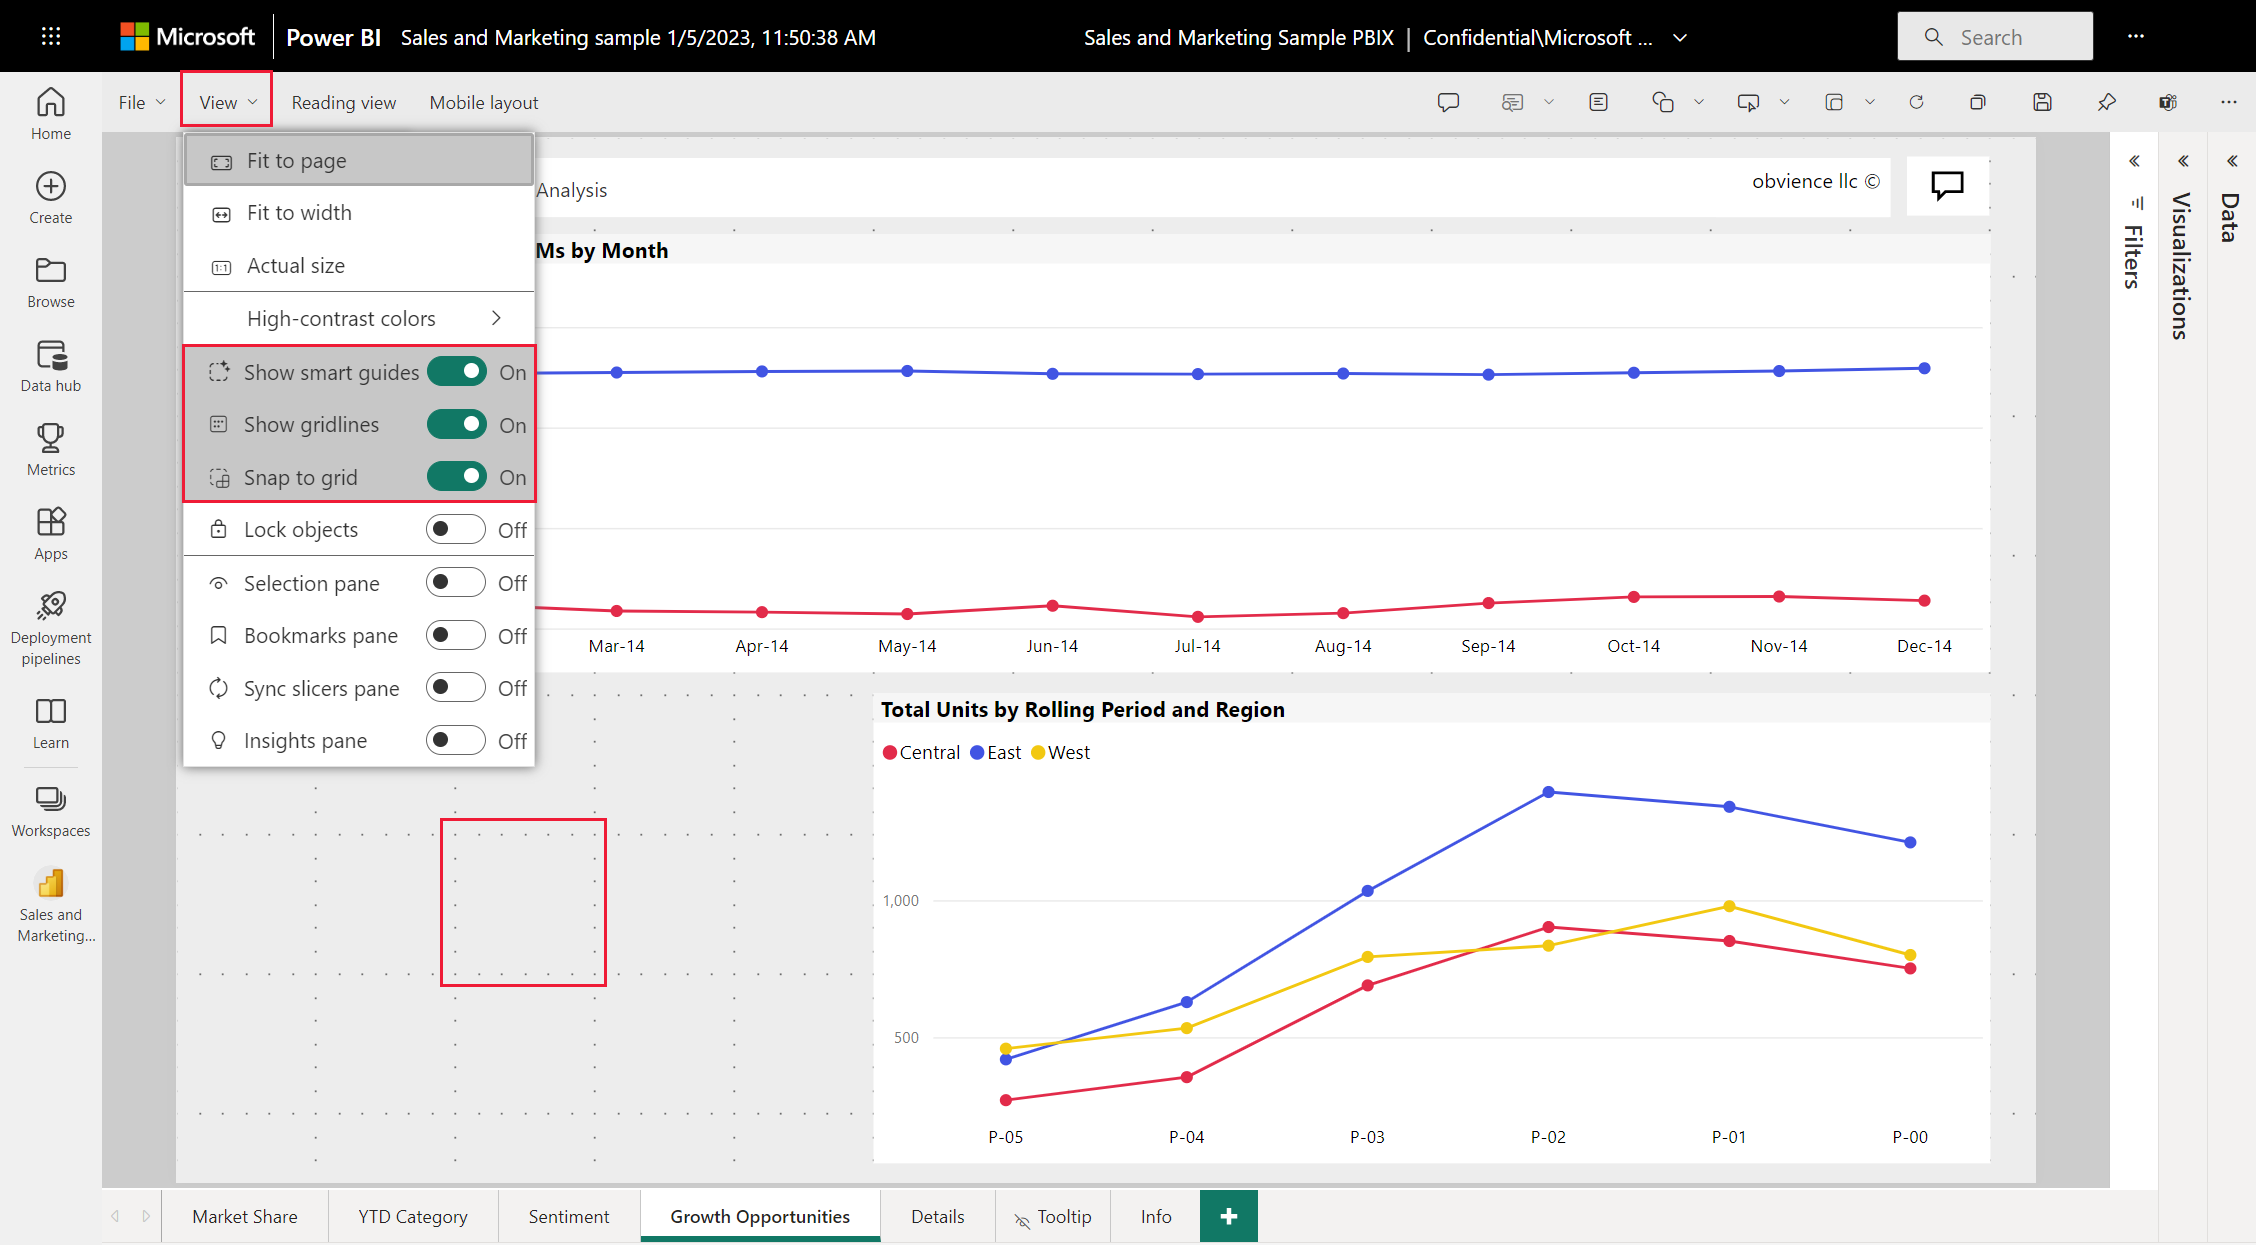 Microsoft Power BI Sales and Marketing sample 1/5/2023, 11:50:38 AM
Sales and Marketing Sample PBIX | Confidential\Microsoft ...
Search
File
View
Reading view
Mobile layout
Home
Create
Browse
Data hub
Metrics
Apps
Deployment
pipelines
Learn
Workspaces
Sales and
Marketing...
Fit to page
Fit to width
1:1 Actual size
High-contrast colors
Show smart guides On
Show gridlines On
Snap to grid On
Lock objects Off
Selection pane Off
Bookmarks pane Off
Sync slicers pane Off
Insights pane Off
Analysis
obvience llc ©
Ms by Month
Mar-14 Apr-14 May-14 Jun-14 Jul-14 Aug-14 Sep-14 Oct-14 Nov-14 Dec-14
Total Units by Rolling Period and Region
Central East West
1,000
500
P-05 P-04 P-03 P-02 P-01 P-00
Filters
Visualizations
Data
Market Share
YTD Category
Sentiment
Growth Opportunities
Details
Tooltip
Info